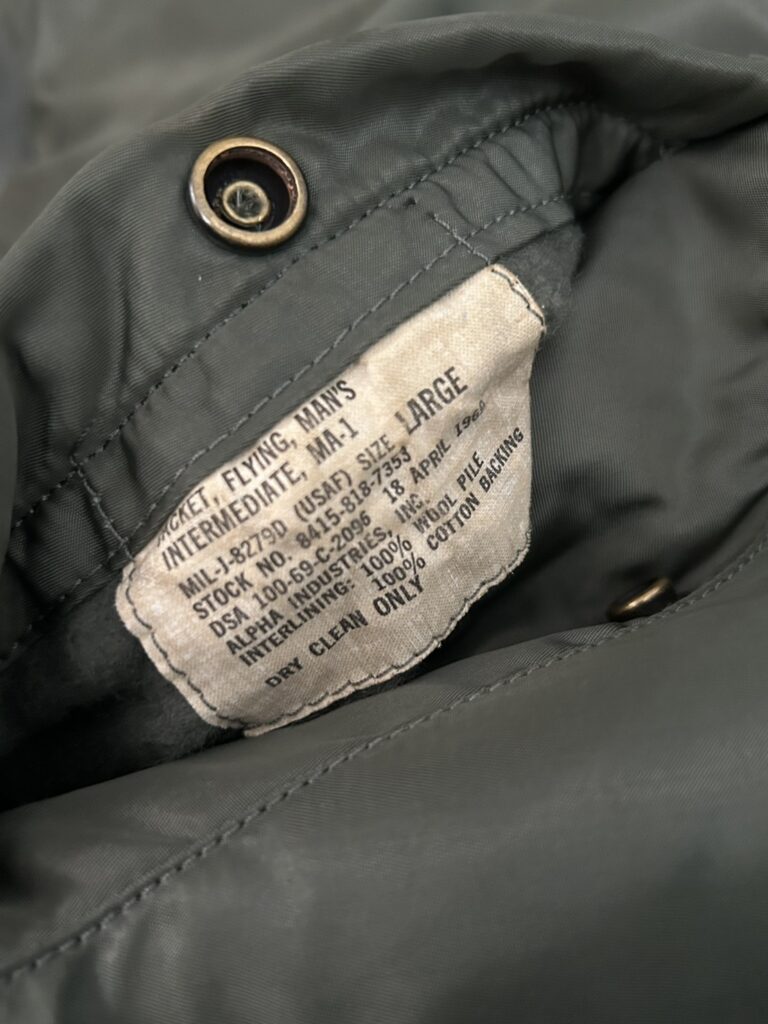 JACKET, FLYING, MAN'S
INTERMEDIATE, MA-1
MIL-J-8279D (USAF) SIZE LARGE
STOCK NO. 8415-818-7353
DSA 100-69-C-2096 18 APRIL
ALPHA INDUSTRIES, INC.
INTERLINING: 100% WOOL PILE
100% COTTON BACKING
DRY CLEAN ONLY